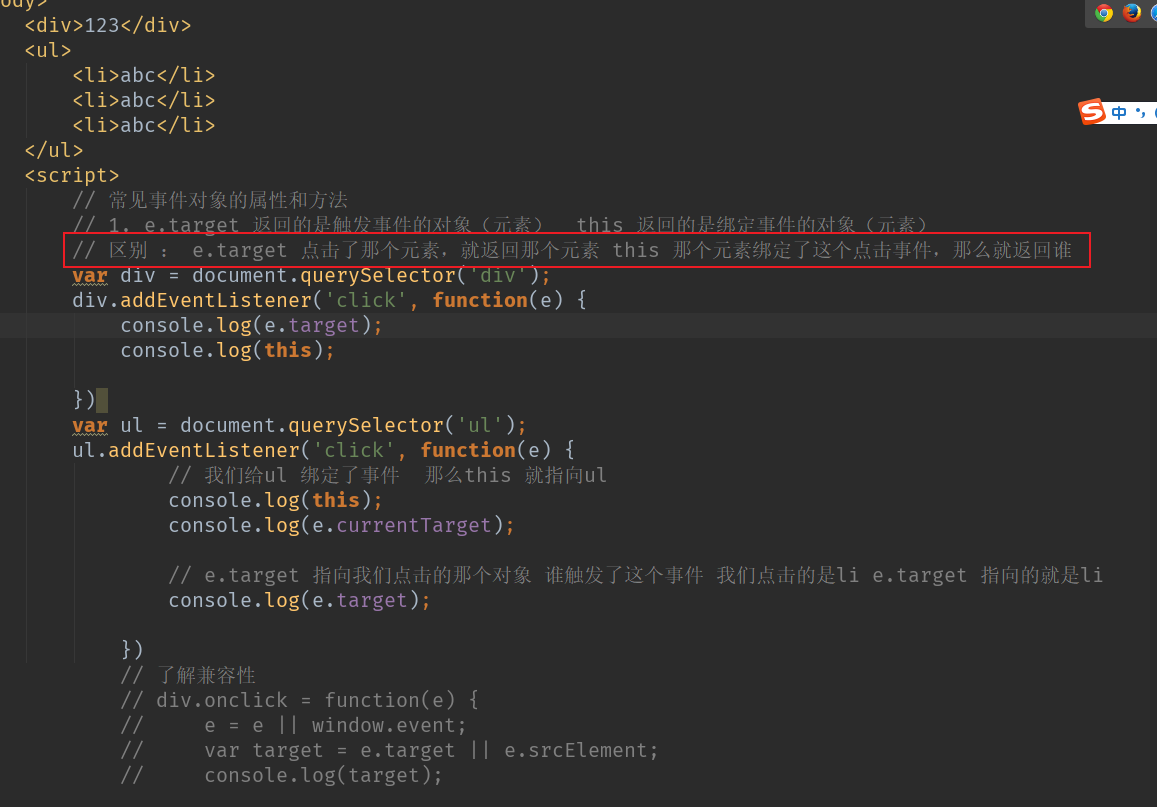 ody>
<div>123</div>
<ul>
<li>abc</li>
<li>abc</li>
<li>abc</li>
</ul>
<script>
// 常见事件对象的属性和方法
// 1. e.target 返回的是触发事件的对象（元素） this 返回的是绑定事件的对象（元素）
// 区别 ： e.target 点击了那个元素，就返回那个元素 this 那个元素绑定了这个点击事件，那么就返回谁
var div = document.querySelector('div');
div.addEventListener('click', function(e) {
console.log(e.target);
console.log(this);
})
var ul = document.querySelector('ul');
ul.addEventListener('click', function(e) {
// 我们给ul 绑定了事件 那么this 就指向ul
console.log(this);
console.log(e.currentTarget);
// e.target 指向我们点击的那个对象 谁触发了这个事件 我们点击的是li e.target 指向的就是li
console.log(e.target);
})
// 了解兼容性
// div.onclick = function(e) {
// e = e || window.event;
// var target = e.target || e.srcElement;
// console.log(target);
S 中